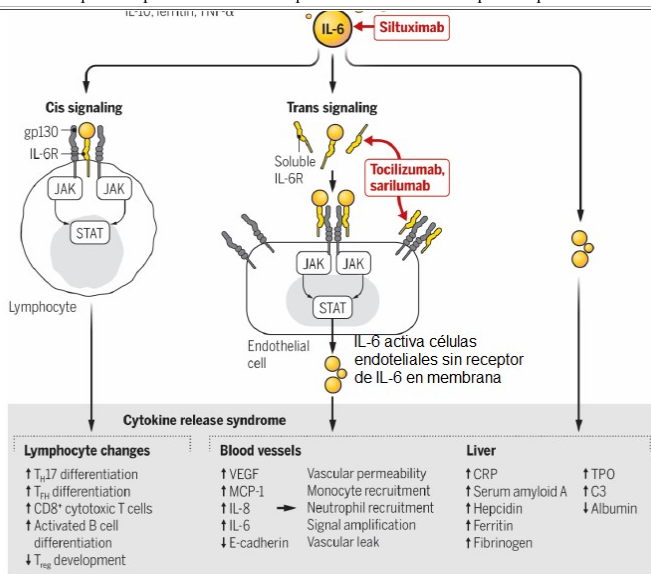 IL-10, ferritin, TNF-α
IL-6
Siltuximab
Cis signaling
gp130
IL-6R
JAK JAK
STAT
Lymphocyte
Trans signaling
Soluble
IL-6R
Tocilizumab,
sarilumab
JAK JAK
STAT
Endothelial
cell
IL-6 activa células
endoteliales sin receptor
de IL-6 en membrana
Cytokine release syndrome
Lymphocyte changes
↑ TH17 differentiation
↑ TFH differentiation
↑ CD8+ cytotoxic T cells
↑ Activated B cell
differentiation
↓ Treg development
Blood vessels
↑ VEGF Vascular permeability
↑ MCP-1 Monocyte recruitment
↑ IL-8 → Neutrophil recruitment
↑ IL-6 Signal amplification
↓ E-cadherin Vascular leak
Liver
↑ CRP ↑ TPO
↑ Serum amyloid A ↑ C3
↑ Hepcidin ↓ Albumin
↑ Ferritin
↑ Fibrinogen